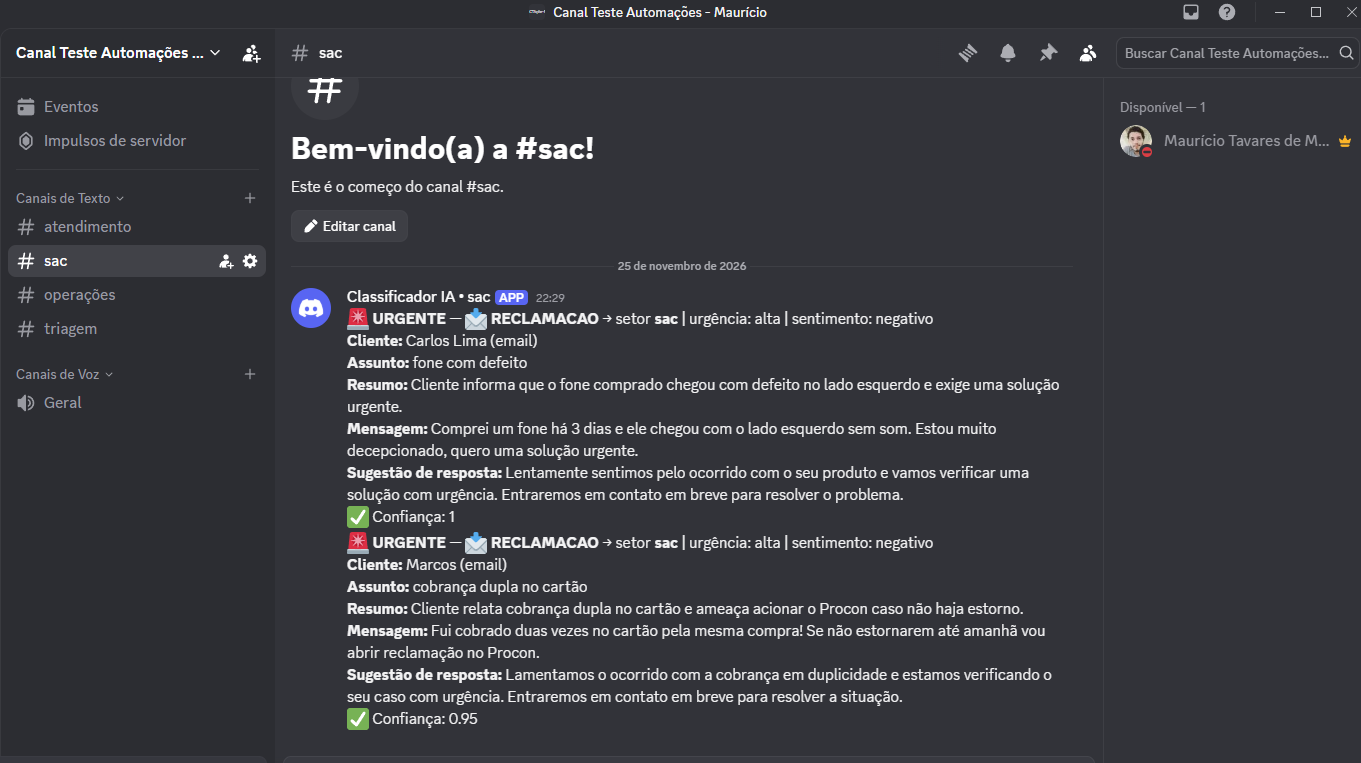 Canal Teste Automações - Maurício
Canal Teste Automações ...
Eventos
Impulsos de servidor
Canais de Texto
atendimento
sac
operações
triagem
Canais de Voz
Geral
# sac
Buscar Canal Teste Automações...
#
Bem-vindo(a) a #sac!
Este é o começo do canal #sac.
Editar canal
25 de novembro de 2026
Classificador IA • sac APP 22:29
🚨 URGENTE — 📩 RECLAMACAO → setor sac | urgência: alta | sentimento: negativo
Cliente: Carlos Lima (email)
Assunto: fone com defeito
Resumo: Cliente informa que o fone comprado chegou com defeito no lado esquerdo e exige uma solução
urgente.
Mensagem: Comprei um fone há 3 dias e ele chegou com o lado esquerdo sem som. Estou muito
decepcionado, quero uma solução urgente.
Sugestão de resposta: Lentamente sentimos pelo ocorrido com o seu produto e vamos verificar uma
solução com urgência. Entraremos em contato em breve para resolver o problema.
✅ Confiança: 1
🚨 URGENTE — 📩 RECLAMACAO → setor sac | urgência: alta | sentimento: negativo
Cliente: Marcos (email)
Assunto: cobrança dupla no cartão
Resumo: Cliente relata cobrança dupla no cartão e ameaça acionar o Procon caso não haja estorno.
Mensagem: Fui cobrado duas vezes no cartão pela mesma compra! Se não estornarem até amanhã vou
abrir reclamação no Procon.
Sugestão de resposta: Lamentamos o ocorrido com a cobrança em duplicidade e estamos verificando o
seu caso com urgência. Entraremos em contato em breve para resolver a situação.
✅ Confiança: 0.95
Disponível — 1
Maurício Tavares de M...